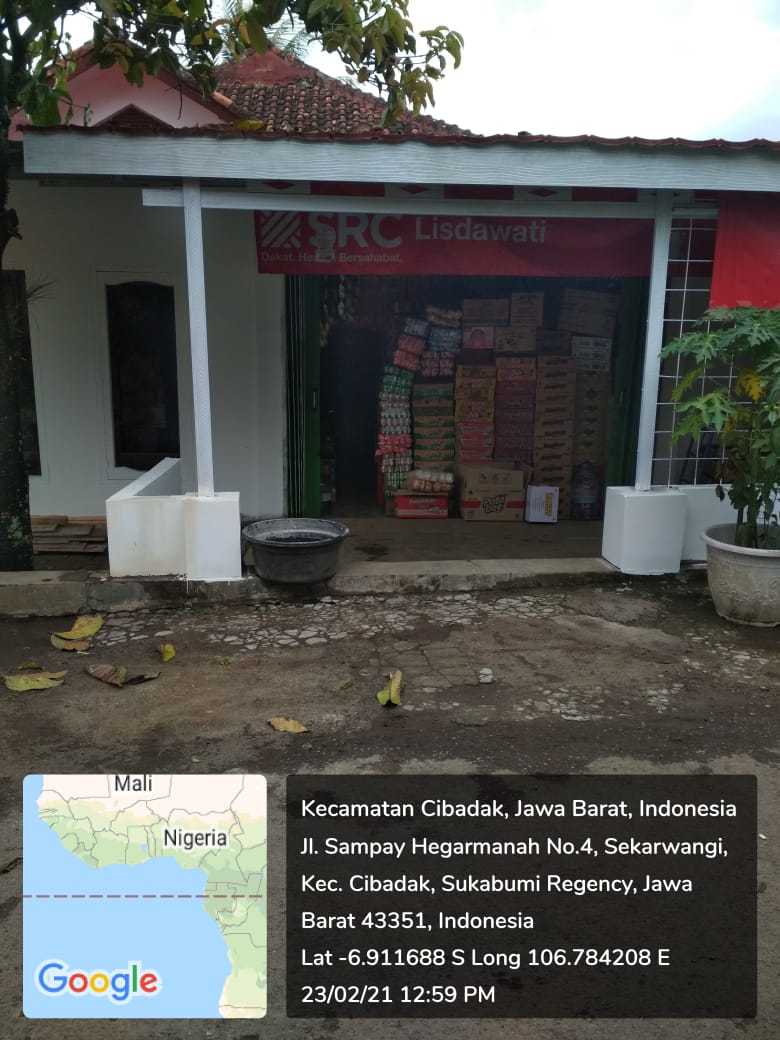 SRC Lisdawati
Dekat. Bersahabat.
Pota
bee
Mali
Nigeria
Google
Kecamatan Cibadak, Jawa Barat, Indonesia
Jl. Sampay Hegarmanah No.4, Sekarwangi,
Kec. Cibadak, Sukabumi Regency, Jawa
Barat 43351, Indonesia
Lat -6.911688 S Long 106.784208 E
23/02/21 12:59 PM